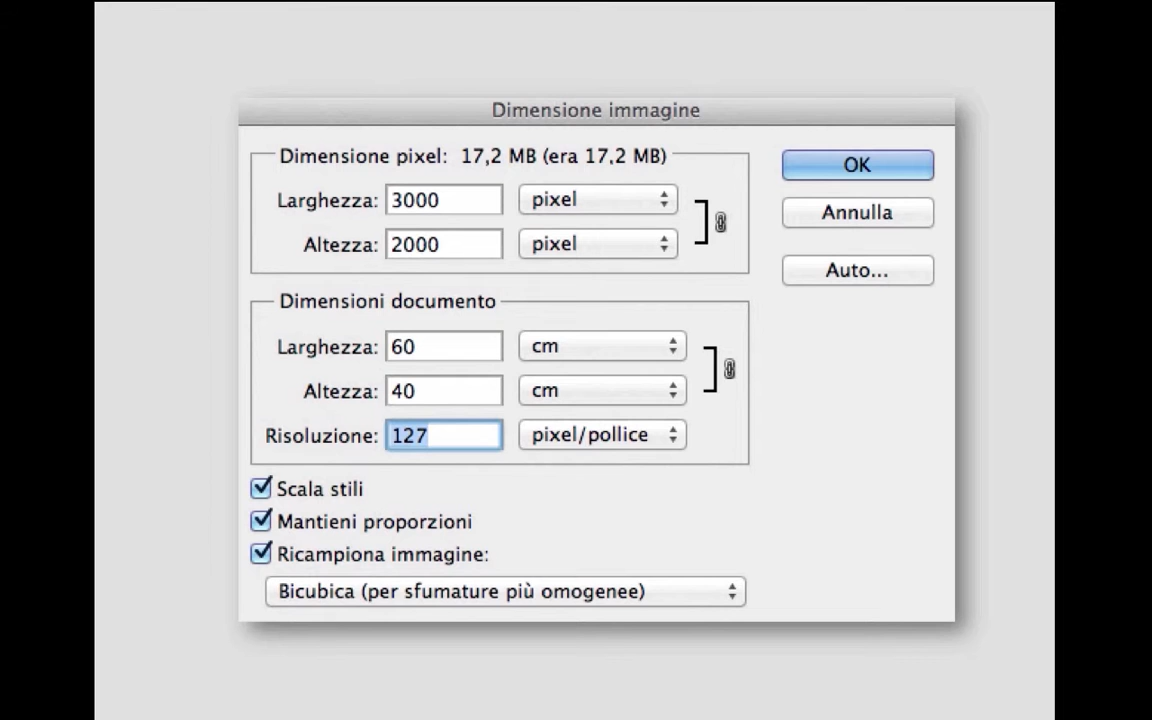 Dimensione immagine
Dimensione pixel: 17,2 MB (era 17,2 MB)
Larghezza: 3000 pixel
Altezza: 2000 pixel
OK
Annulla
Auto...
Dimensioni documento
Larghezza: 60 cm
Altezza: 40 cm
Risoluzione: 127 pixel/pollice
Scala stili
Mantieni proporzioni
Ricampiona immagine:
Bicubica (per sfumature più omogenee)